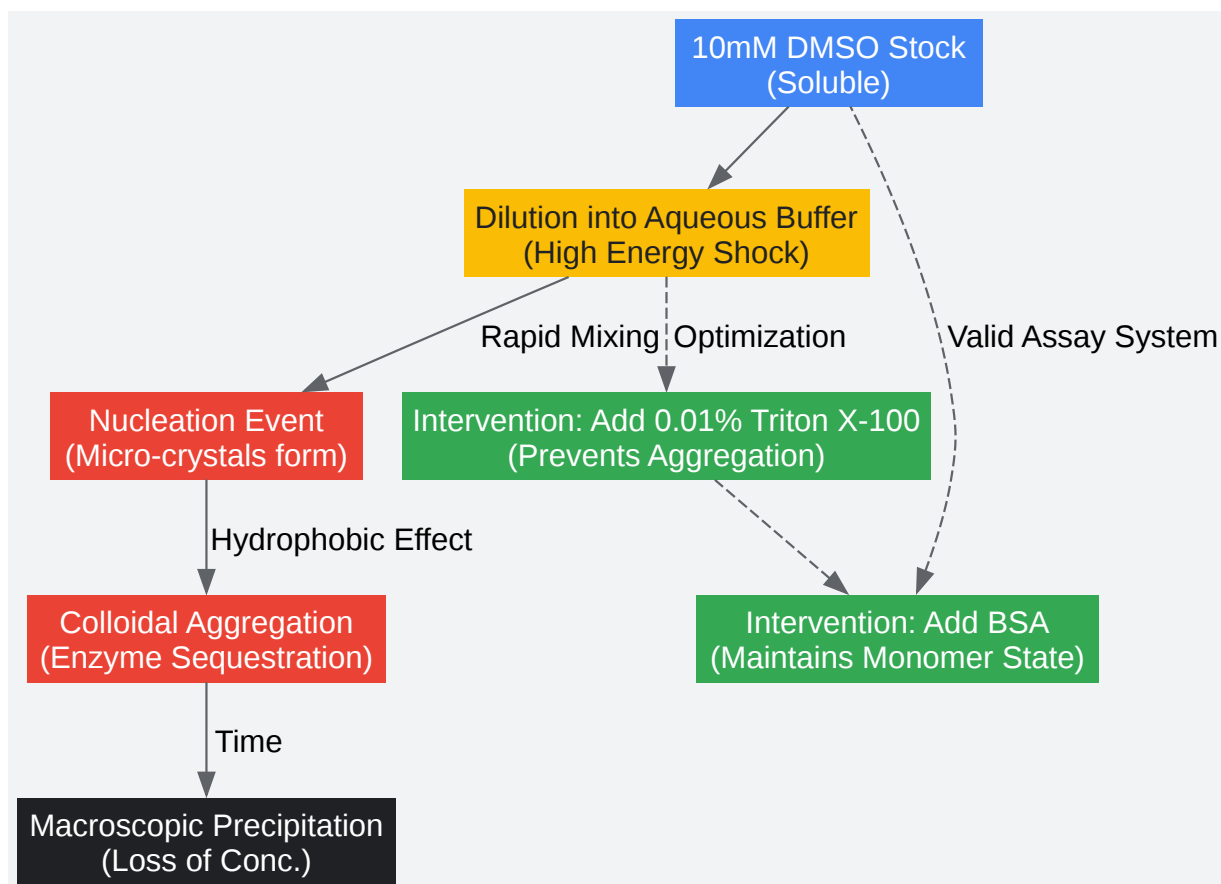 10mM DMSO Stock
(Soluble)
Dilution into Aqueous Buffer
(High Energy Shock)
Rapid Mixing
Optimization
Valid Assay System
Nucleation Event
(Micro-crystals form)
Intervention: Add 0.01% Triton X-100
(Prevents Aggregation)
Hydrophobic Effect
Colloidal Aggregation
(Enzyme Sequestration)
Intervention: Add BSA
(Maintains Monomer State)
Time
Macroscopic Precipitation
(Loss of Conc.)